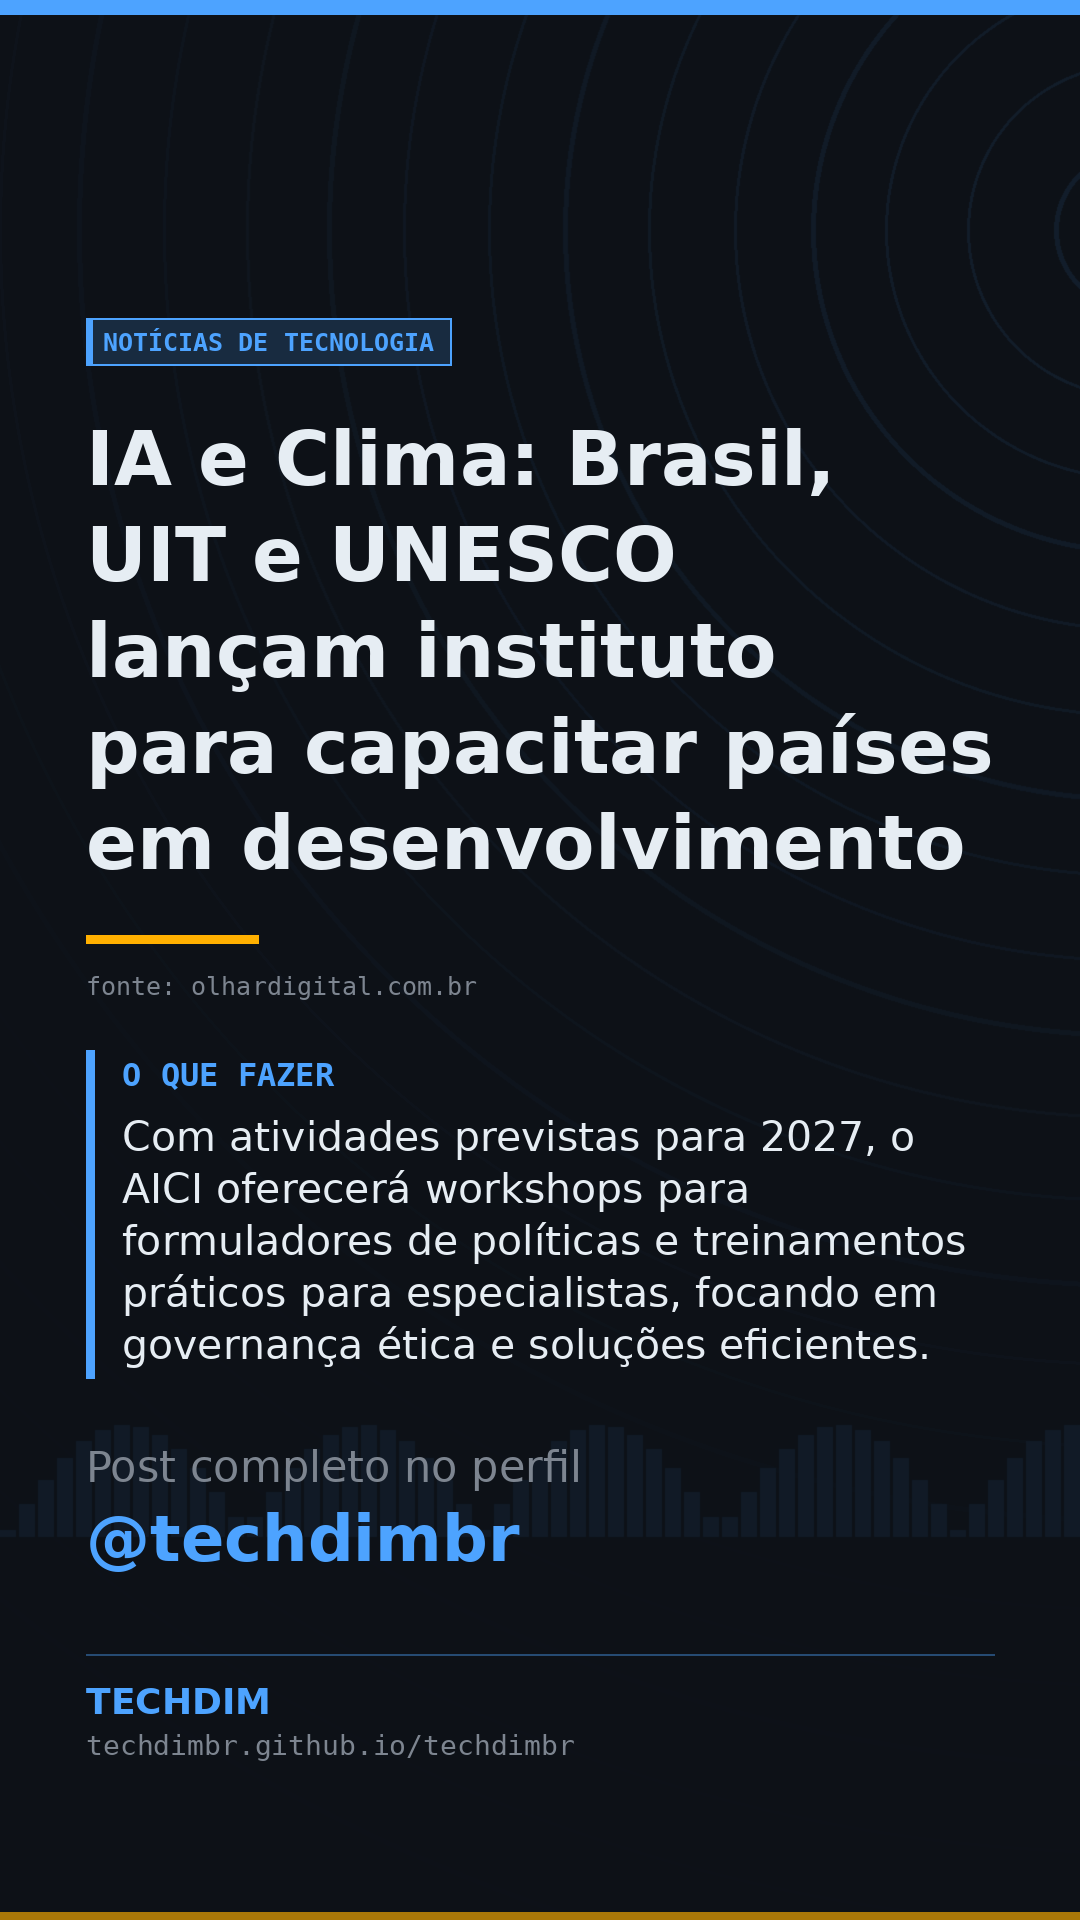 NOTÍCIAS DE TECNOLOGIA
IA e Clima: Brasil,
UIT e UNESCO
lançam instituto
para capacitar países
em desenvolvimento
fonte: olhardigital.com.br
O QUE FAZER
Com atividades previstas para 2027, o
AICI oferecerá workshops para
formuladores de políticas e treinamentos
práticos para especialistas, focando em
governança ética e soluções eficientes.
Post completo no perfil
@techdimbr
TECHDIM
techdimbr.github.io/techdimbr